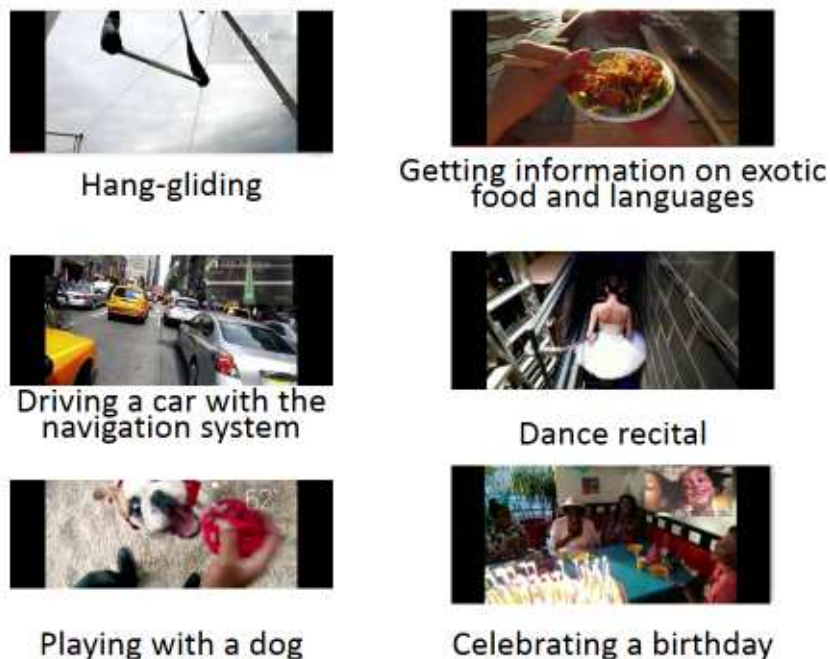 Hang-gliding
Getting information on exotic
food and languages
Driving a car with the
navigation system
Dance recital
62°
Playing with a dog
Celebrating a birthday